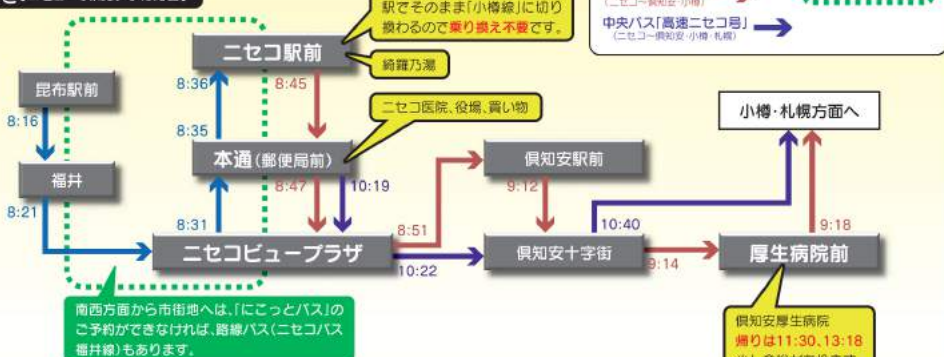 駅でそのまま「小樽線」に切り
換わるので乗り換え不要です。
(ニセコ〜倶知安・小樽)
中央バス「高速ニセコ号」
(ニセコ〜倶知安・小樽・札幌)
ニセコ駅前
綺羅乃湯
昆布駅前
8:36
8:45
ニセコ医院、役場、買い物
小樽・札幌方面へ
8:16
8:35
本通(郵便局前)
倶知安駅前
福井
8:47
10:19
9:12
8:21
8:31
8:51
10:40
9:18
ニセコビュープラザ
倶知安十字街
厚生病院前
10:22
9:14
南西方面から市街地へは、「にこっとバス」の
ご予約ができなければ、路線バス(ニセコバス
福井線)もあります。
倶知安厚生病院
帰りは11:30、13:18